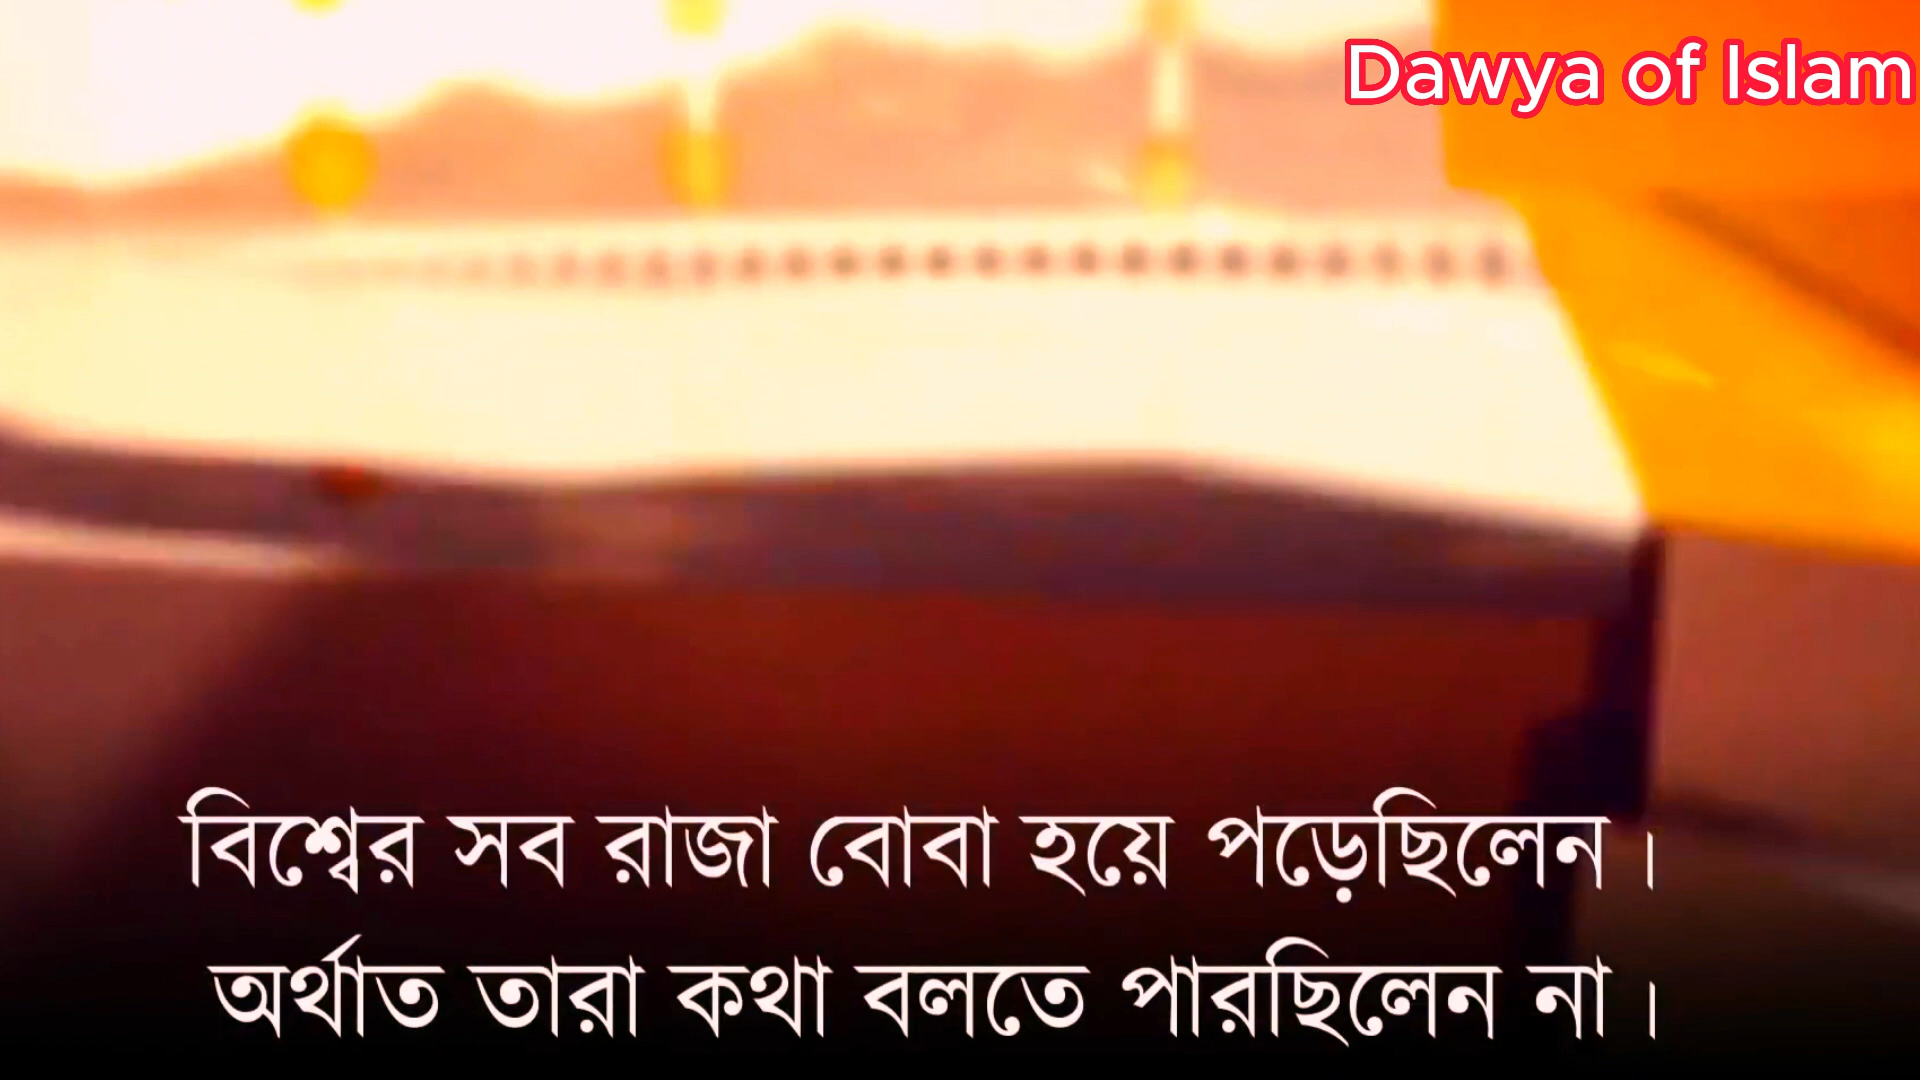 Dawya of Islam
বিশ্বের সব রাজা বোবা হয়ে পড়েছিলেন।
অর্থাত তারা কথা বলতে পারছিলেন না।